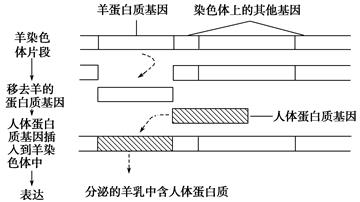 羊蛋白质基因 染色体上的其他基因
羊染色
体片段
移去羊的
蛋白质基因
人体蛋白质基因
人体蛋白
质基因插
入到羊染
色体中
表达
分泌的羊乳中含人体蛋白质